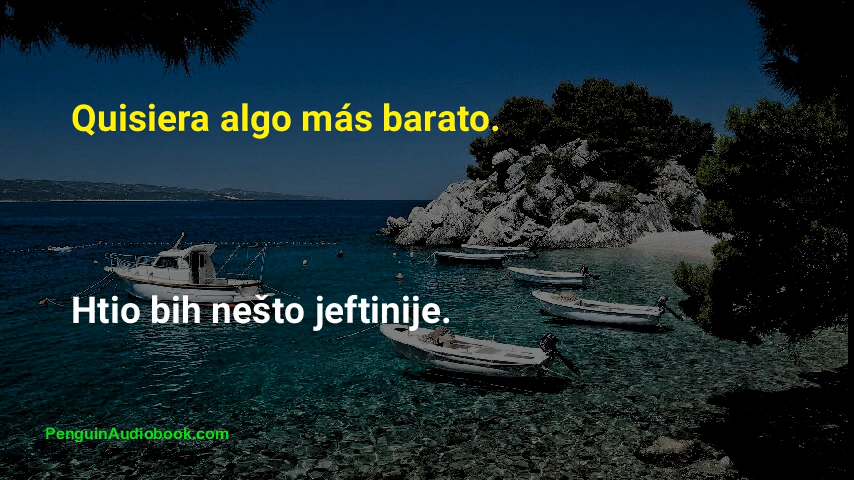 Quisiera algo más barato.
Htio bih nešto jeftinije.
PenguinAudiobook.com